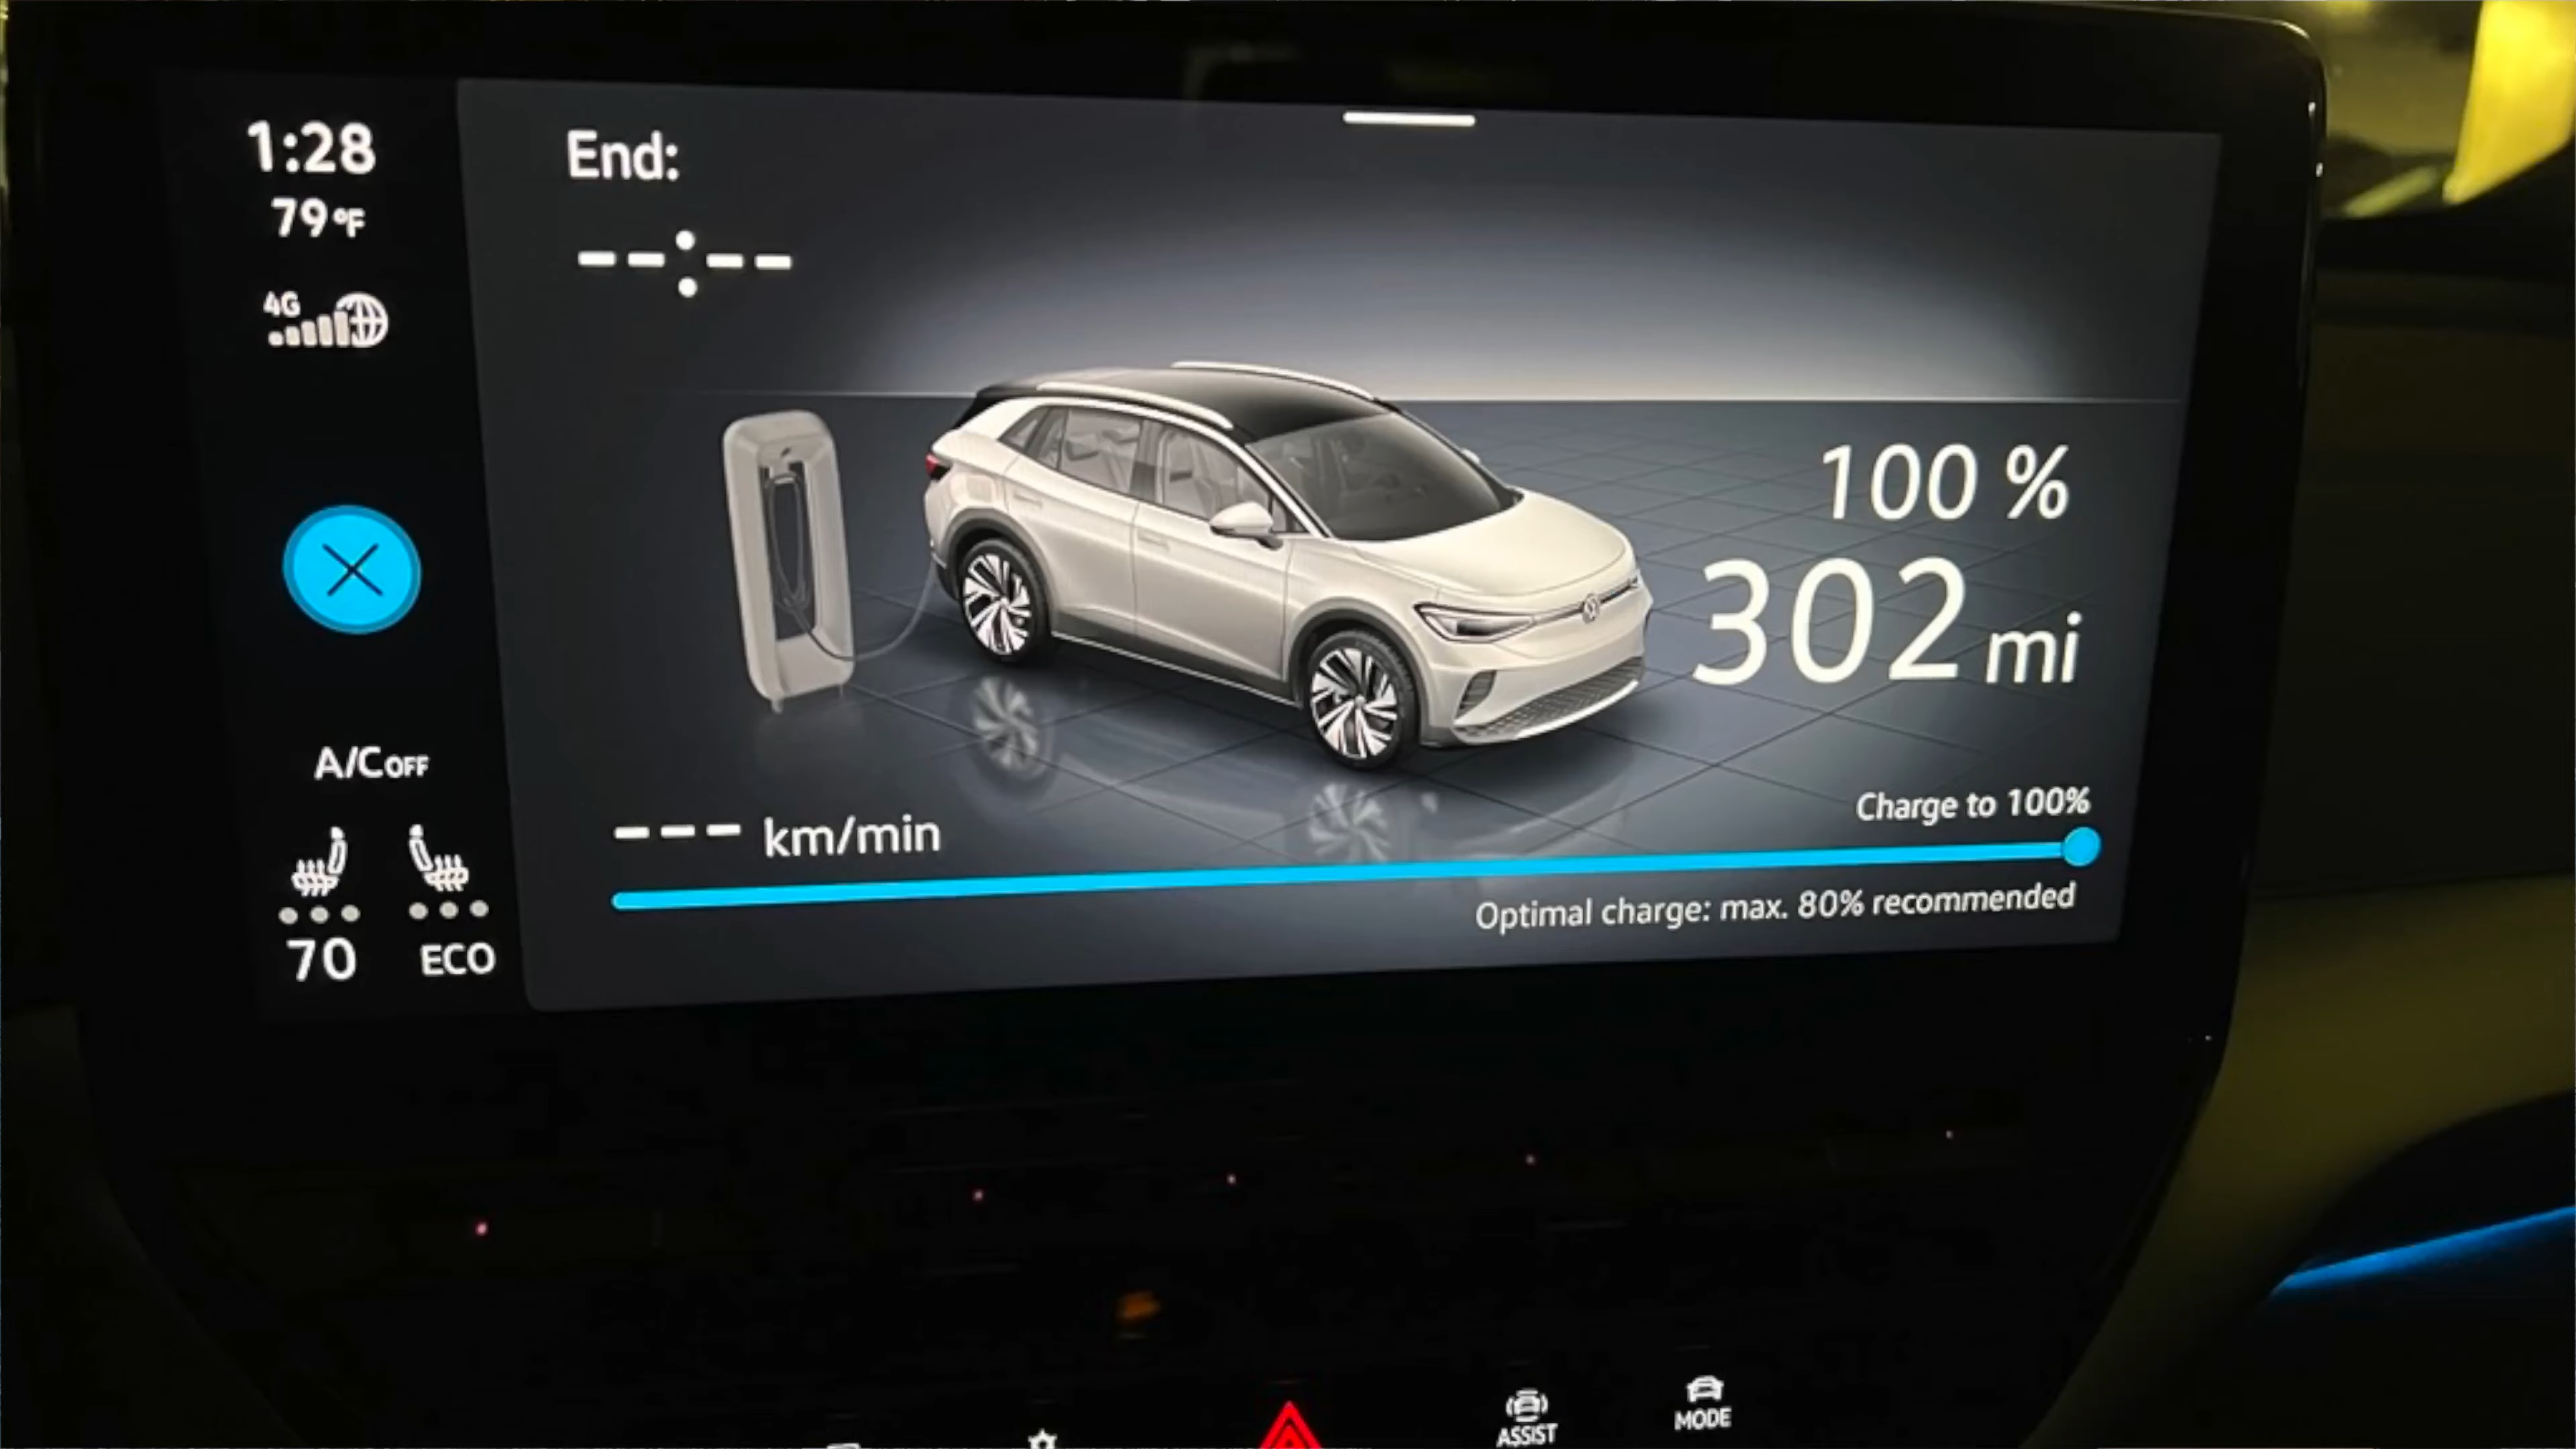 1:28
79°F
4G
A/C OFF
70 ECO
End:
--:--
100 %
302 mi
--- km/min
Charge to 100%
Optimal charge: max. 80% recommended
ASSIST
MODE